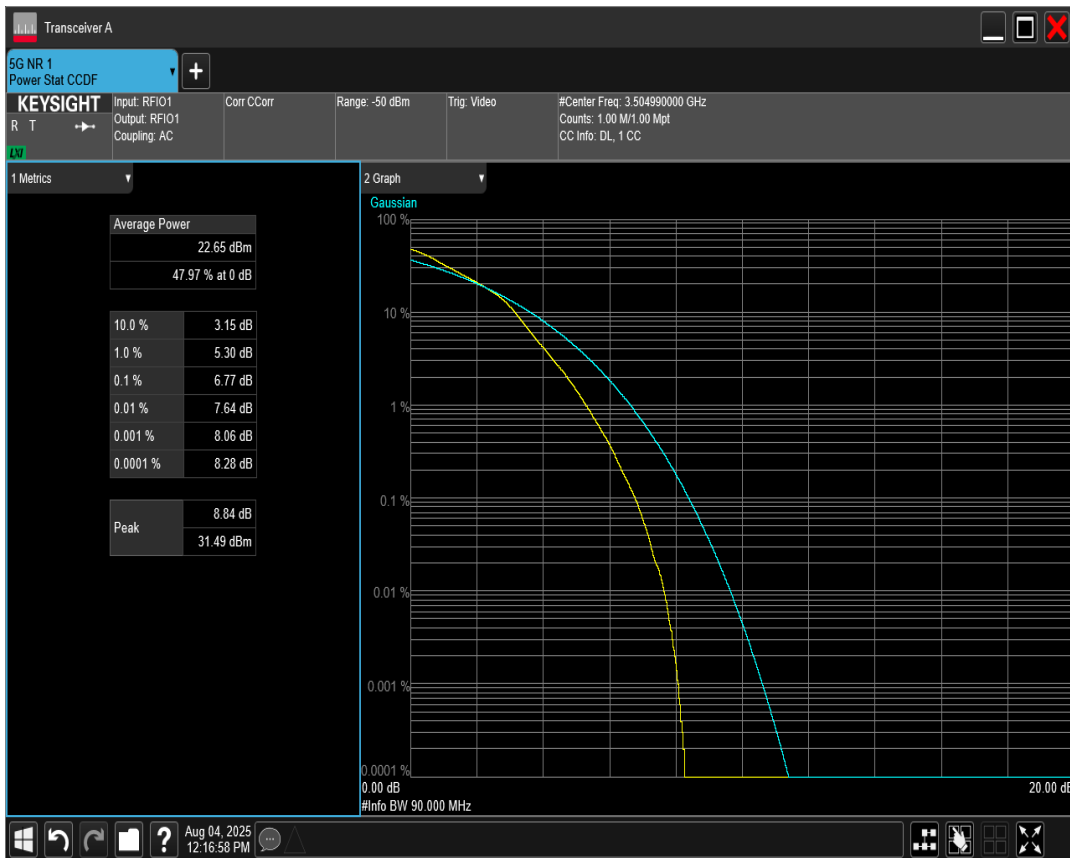 Transceiver A
5G NR 1
Power Stat CCDF
KEYSIGHT
R T
LXI
Input: RFIO1
Output: RFIO1
Coupling: AC
Corr CCorr
Range: -50 dBm
Trig: Video
#Center Freq: 3.504990000 GHz
Counts: 1.00 M/1.00 Mpt
CC Info: DL, 1 CC
1 Metrics
Average Power
22.65 dBm
47.97 % at 0 dB
10.0 % 3.15 dB
1.0 % 5.30 dB
0.1 % 6.77 dB
0.01 % 7.64 dB
0.001 % 8.06 dB
0.0001 % 8.28 dB
Peak
8.84 dB
31.49 dBm
2 Graph
Gaussian
100 %
10 %
1 %
0.1 %
0.01 %
0.001 %
0.0001 %
0.00 dB 20.00 dB
#Info BW 90.000 MHz
?
Aug 04, 2025
12:16:58 PM